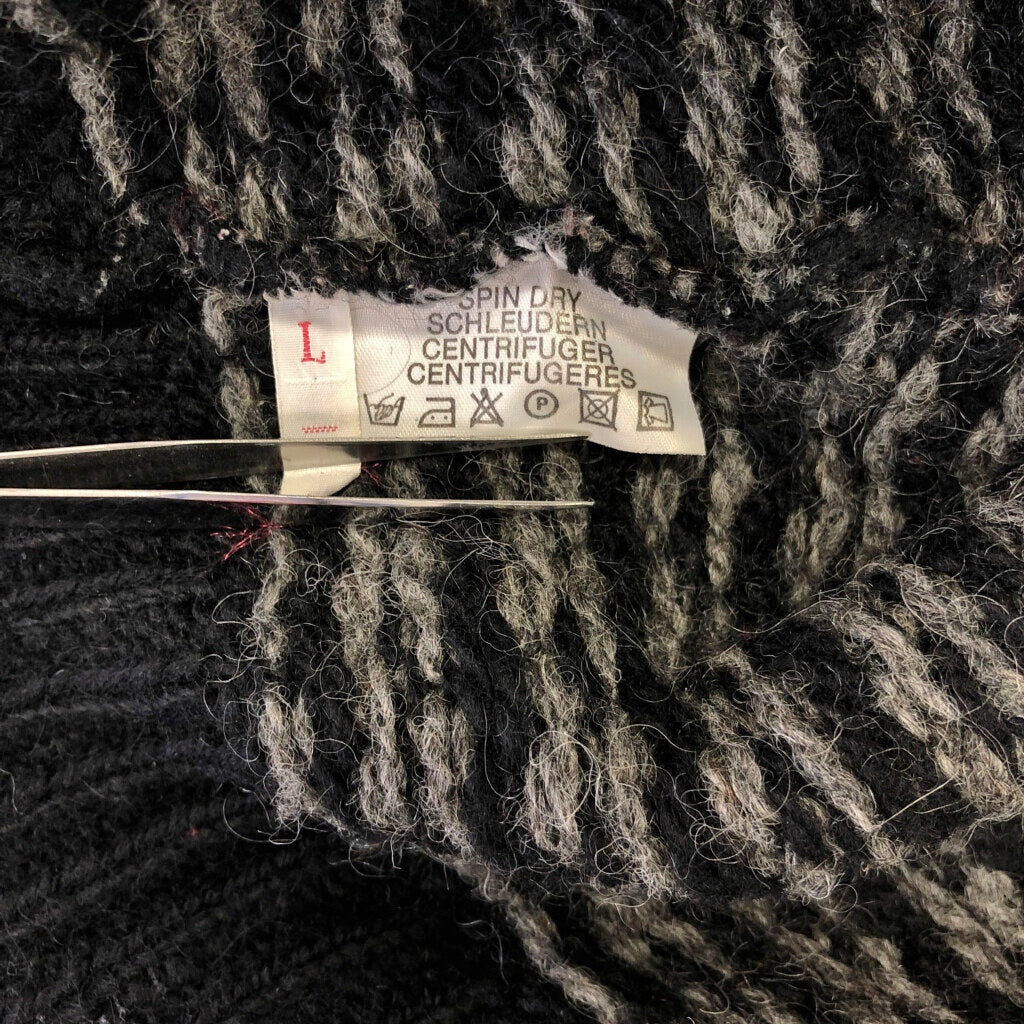 L
SPIN DRY
SCHLEUDERN
CENTRIFUGER
CENTRIFUGERES
P